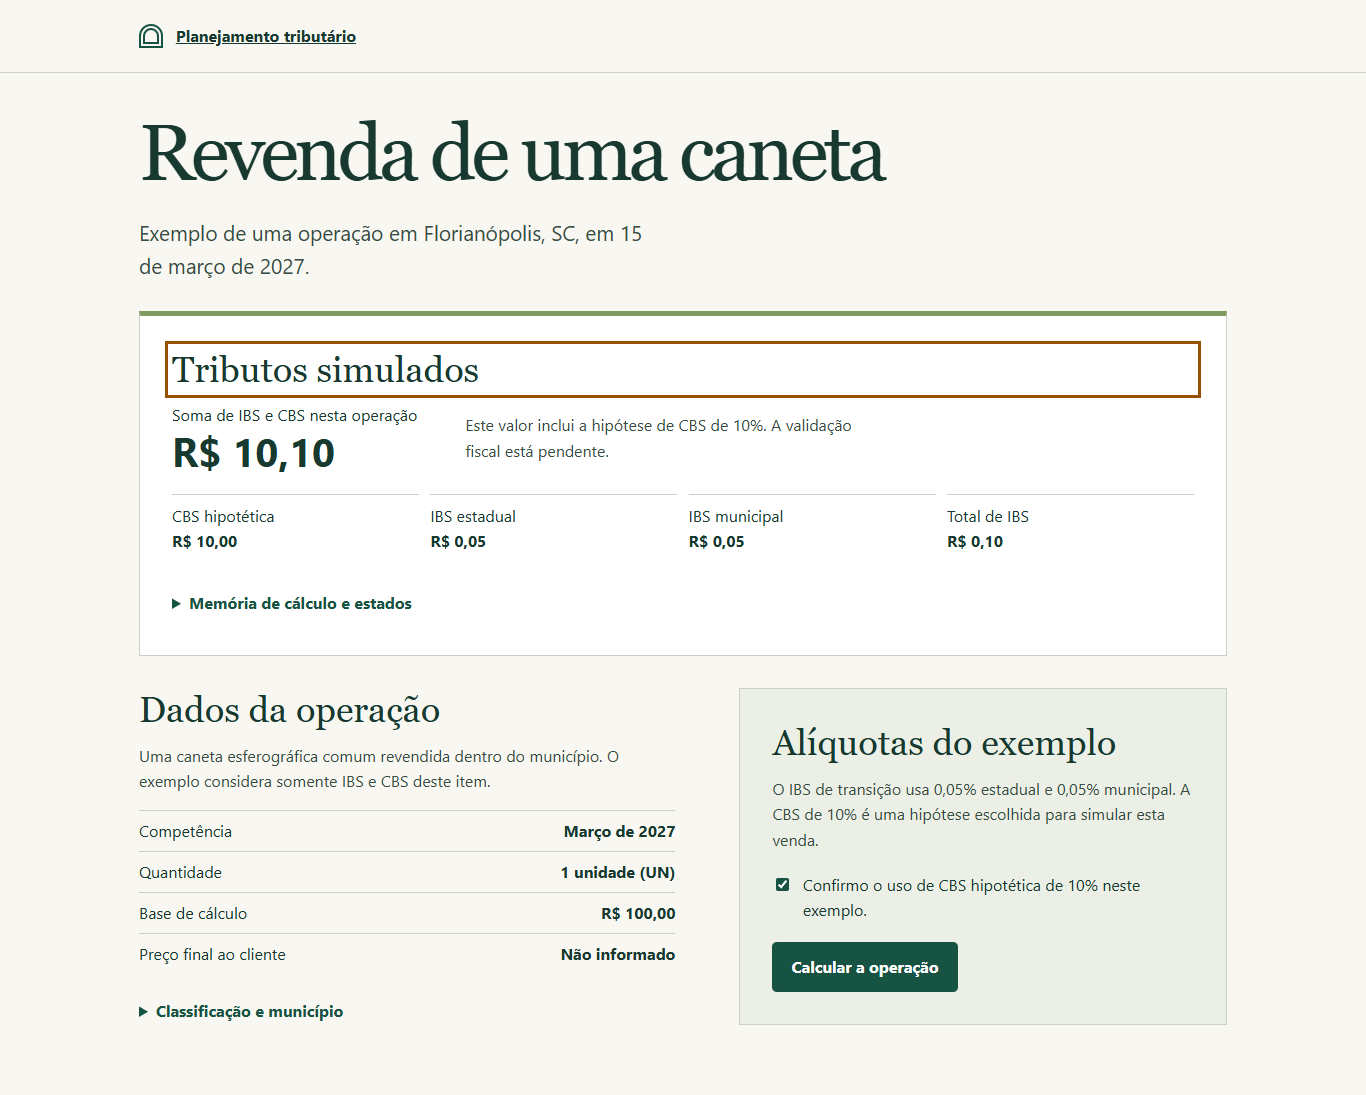 Planejamento tributário
Revenda de uma caneta
Exemplo de uma operação em Florianópolis, SC, em 15
de março de 2027.
Tributos simulados
Soma de IBS e CBS nesta operação
R$ 10,10
Este valor inclui a hipótese de CBS de 10%. A validação
fiscal está pendente.
CBS hipotética
R$ 10,00
IBS estadual
R$ 0,05
IBS municipal
R$ 0,05
Total de IBS
R$ 0,10
Memória de cálculo e estados
Dados da operação
Uma caneta esferográfica comum revendida dentro do município. O
exemplo considera somente IBS e CBS deste item.
Competência Março de 2027
Quantidade 1 unidade (UN)
Base de cálculo R$ 100,00
Preço final ao cliente Não informado
Classificação e município
Alíquotas do exemplo
O IBS de transição usa 0,05% estadual e 0,05% municipal. A
CBS de 10% é uma hipótese escolhida para simular esta
venda.
Confirmo o uso de CBS hipotética de 10% neste
exemplo.
Calcular a operação